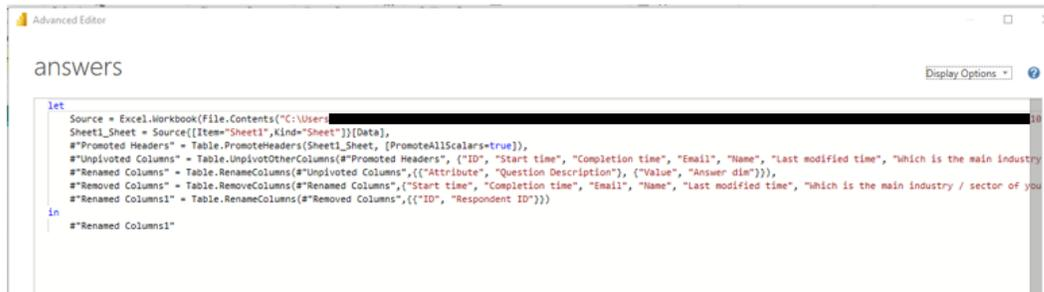 Advanced Editor
answers
Display Options
let
Source = Excel.Workbook(File.Contents("C:\Users 10
Sheet1_Sheet = Source{[Item="Sheet1",Kind="Sheet"]}[Data],
#"Promoted Headers" = Table.PromoteHeaders(Sheet1_Sheet, [PromoteAllScalars=true]),
#"Unpivoted Columns" = Table.UnpivotOtherColumns(#"Promoted Headers", {"ID", "Start time", "Completion time", "Email", "Name", "Last modified time", "Which is the main industry
#"Renamed Columns" = Table.RenameColumns(#"Unpivoted Columns",{{"Attribute", "Question Description"}, {"Value", "Answer dim"}}),
#"Removed Columns" = Table.RemoveColumns(#"Renamed Columns",{"Start time", "Completion time", "Email", "Name", "Last modified time", "Which is the main industry / sector of you
#"Renamed Columns1" = Table.RenameColumns(#"Removed Columns",{{"ID", "Respondent ID"}})
in
#"Renamed Columns1"